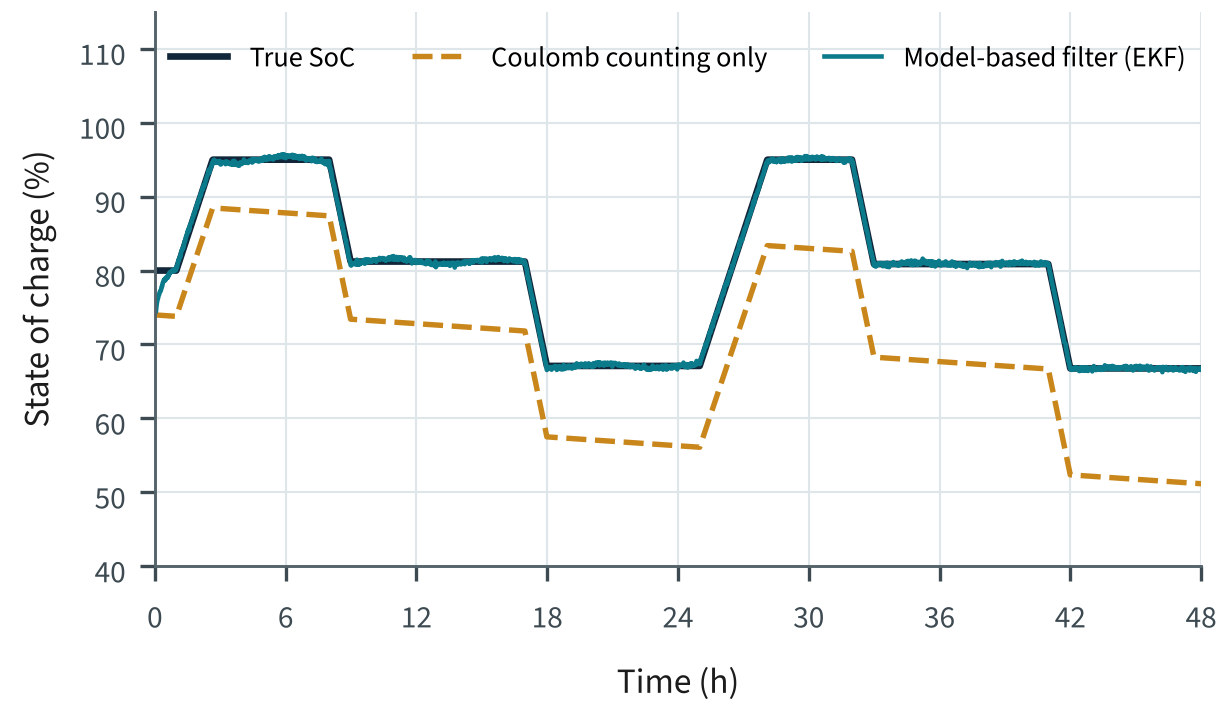 True SoC Coulomb counting only Model-based filter (EKF)
State of charge (%)
110
100
90
80
70
60
50
40
0 6 12 18 24 30 36 42 48
Time (h)